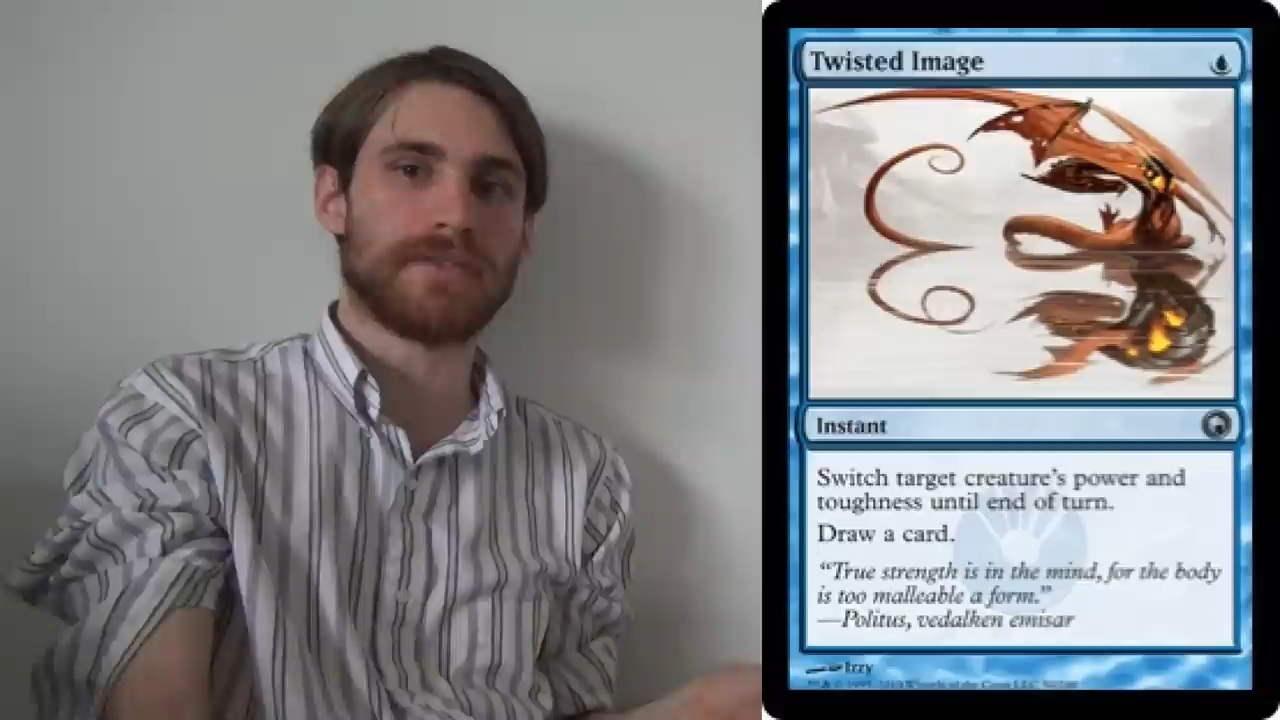 Twisted Image
Instant
Switch target creature's power and
toughness until end of turn.
Draw a card.
"True strength is in the mind, for the body
is too malleable a form."
—Politus, vedalken emisar
Izzy